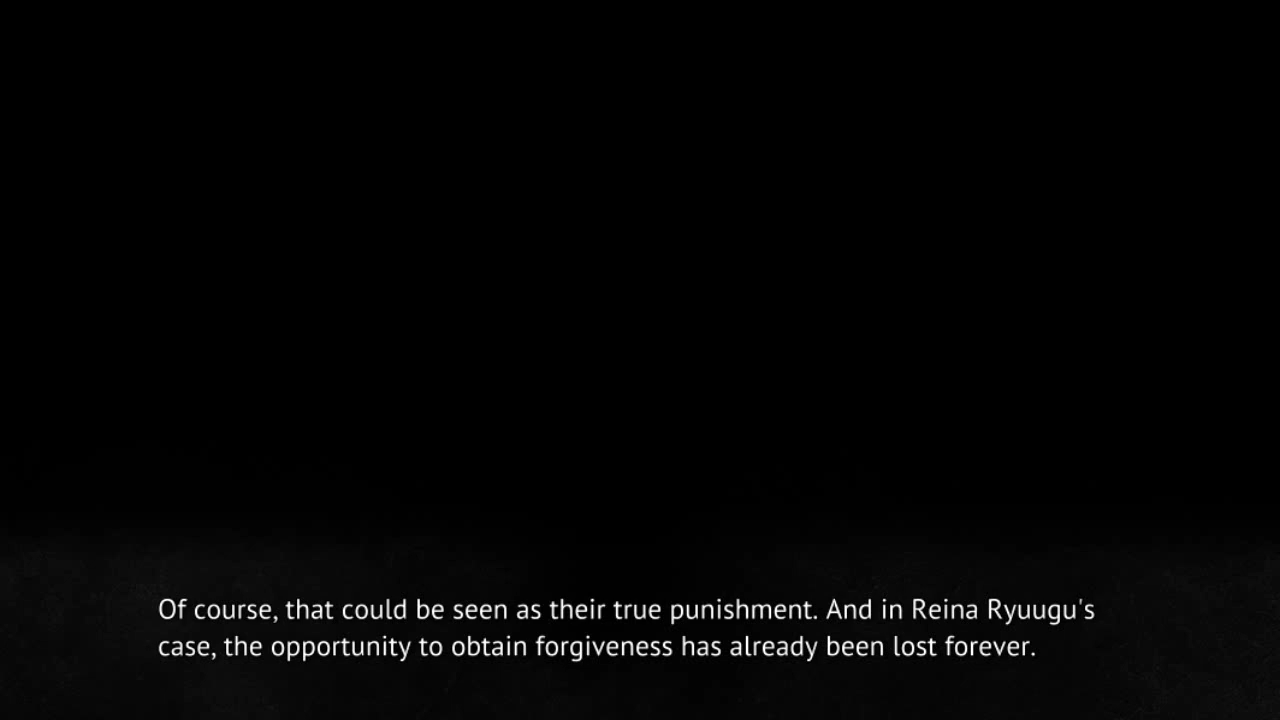 Of course, that could be seen as their true punishment. And in Reina Ryuugu's
case, the opportunity to obtain forgiveness has already been lost forever.